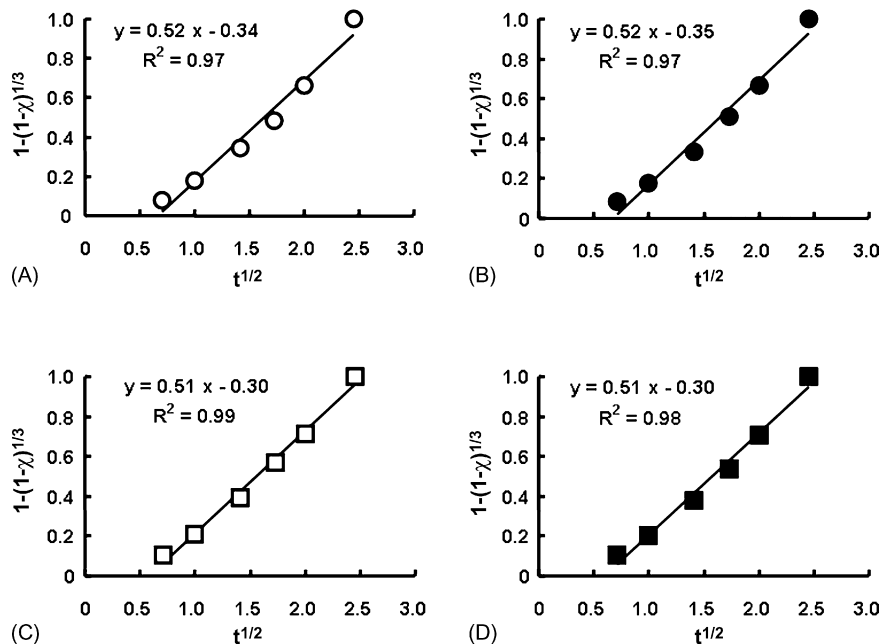 y = 0.52 x - 0.34
R² = 0.97
1-(1-χ)^1/3
1.0
0.8
0.6
0.4
0.2
0
0 0.5 1.0 1.5 2.0 2.5 3.0
t^1/2
(A)
y = 0.52 x - 0.35
R² = 0.97
1-(1-χ)^1/3
1.0
0.8
0.6
0.4
0.2
0
0 0.5 1.0 1.5 2.0 2.5 3.0
t^1/2
(B)
y = 0.51 x - 0.30
R² = 0.99
1-(1-χ)^1/3
1.0
0.8
0.6
0.4
0.2
0
0 0.5 1.0 1.5 2.0 2.5 3.0
t^1/2
(C)
y = 0.51 x - 0.30
R² = 0.98
1-(1-χ)^1/3
1.0
0.8
0.6
0.4
0.2
0
0 0.5 1.0 1.5 2.0 2.5 3.0
t^1/2
(D)